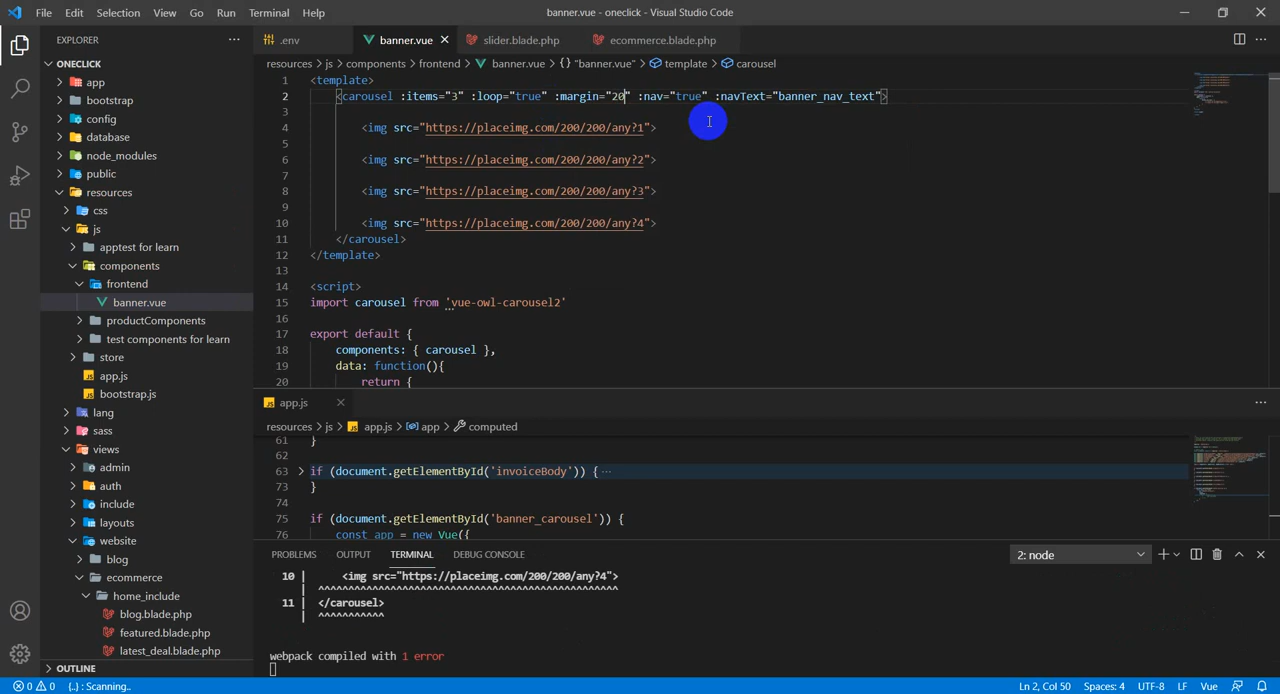 File Edit Selection View Go Run Terminal Help
banner.vue - oneclick - Visual Studio Code
EXPLORER
.env
banner.vue
slider.blade.php
ecommerce.blade.php
ONECLICK
app
bootstrap
config
database
node_modules
public
resources
css
js
apptest for learn
components
frontend
banner.vue
productComponents
test components for learn
store
app.js
bootstrap.js
lang
sass
views
admin
auth
include
layouts
website
blog
ecommerce
home_include
blog.blade.php
featured.blade.php
latest_deal.blade.php
OUTLINE
resources > js > components > frontend > banner.vue > {} "banner.vue" > template > carousel
1 <template>
2 <carousel :items="3" :loop="true" :margin="20" :nav="true" :navText="banner_nav_text">
3
4 <img src="https://placeimg.com/200/200/any?1">
5
6 <img src="https://placeimg.com/200/200/any?2">
7
8 <img src="https://placeimg.com/200/200/any?3">
9
10 <img src="https://placeimg.com/200/200/any?4">
11 </carousel>
12 </template>
13
14 <script>
15 import carousel from 'vue-owl-carousel2'
16
17 export default {
18 components: { carousel },
19 data: function(){
20 return {
app.js
resources > js > app.js > app > computed
61 }
62
63 if (document.getElementById('invoiceBody')) { ...
73 }
74
75 if (document.getElementById('banner_carousel')) {
76 const app = new Vue({
PROBLEMS OUTPUT TERMINAL DEBUG CONSOLE
2: node
10 | <img src="https://placeimg.com/200/200/any?4">
| ^^^^^^^^^^^^^^^^^^^^^^^^^^^^^^^^^^^^^^^^^^^^^^^^^^
11 | </carousel>
| ^^^^^^^^^^^
webpack compiled with 1 error
0 0 {..} : Scanning..
Ln 2, Col 50 Spaces: 4 UTF-8 LF Vue